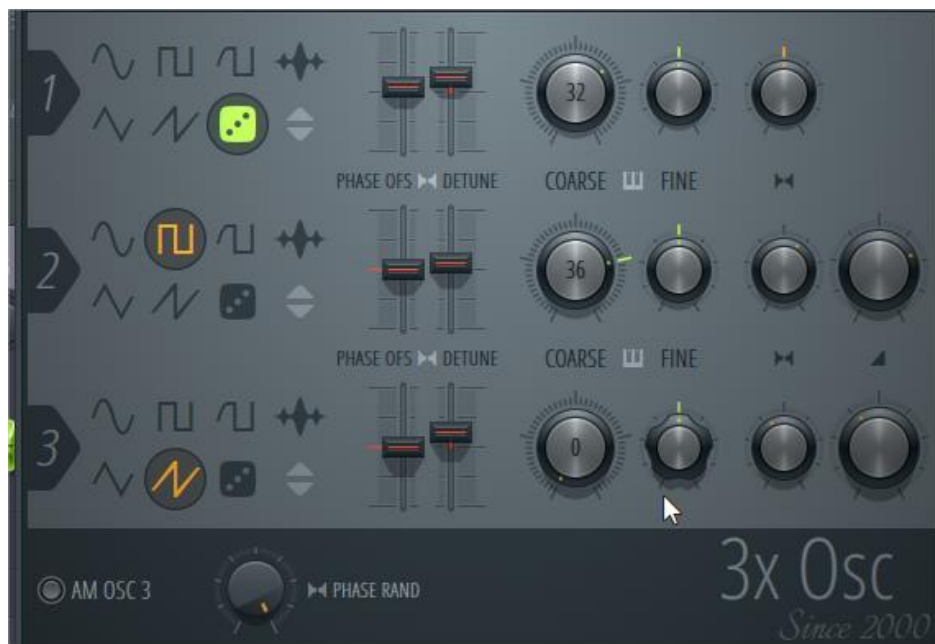 1
32
PHASE OFS DETUNE COARSE FINE
2
36
PHASE OFS DETUNE COARSE FINE
3
0
AM OSC 3 PHASE RAND
3x Osc
Since 2000